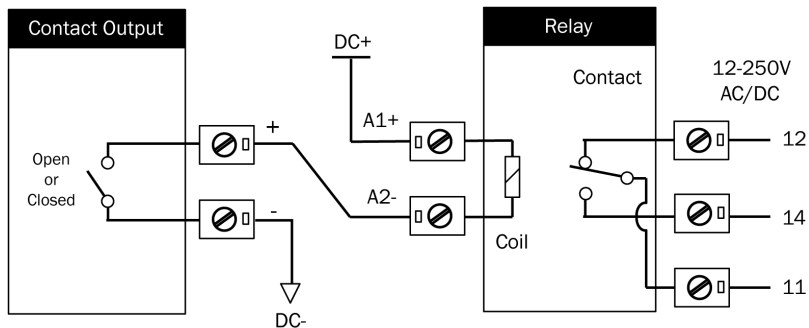 Contact Output
Relay
DC+
Contact
12-250V
AC/DC
+
A1+
12
Open
or
Closed
-
A2-
14
Coil
11
DC-